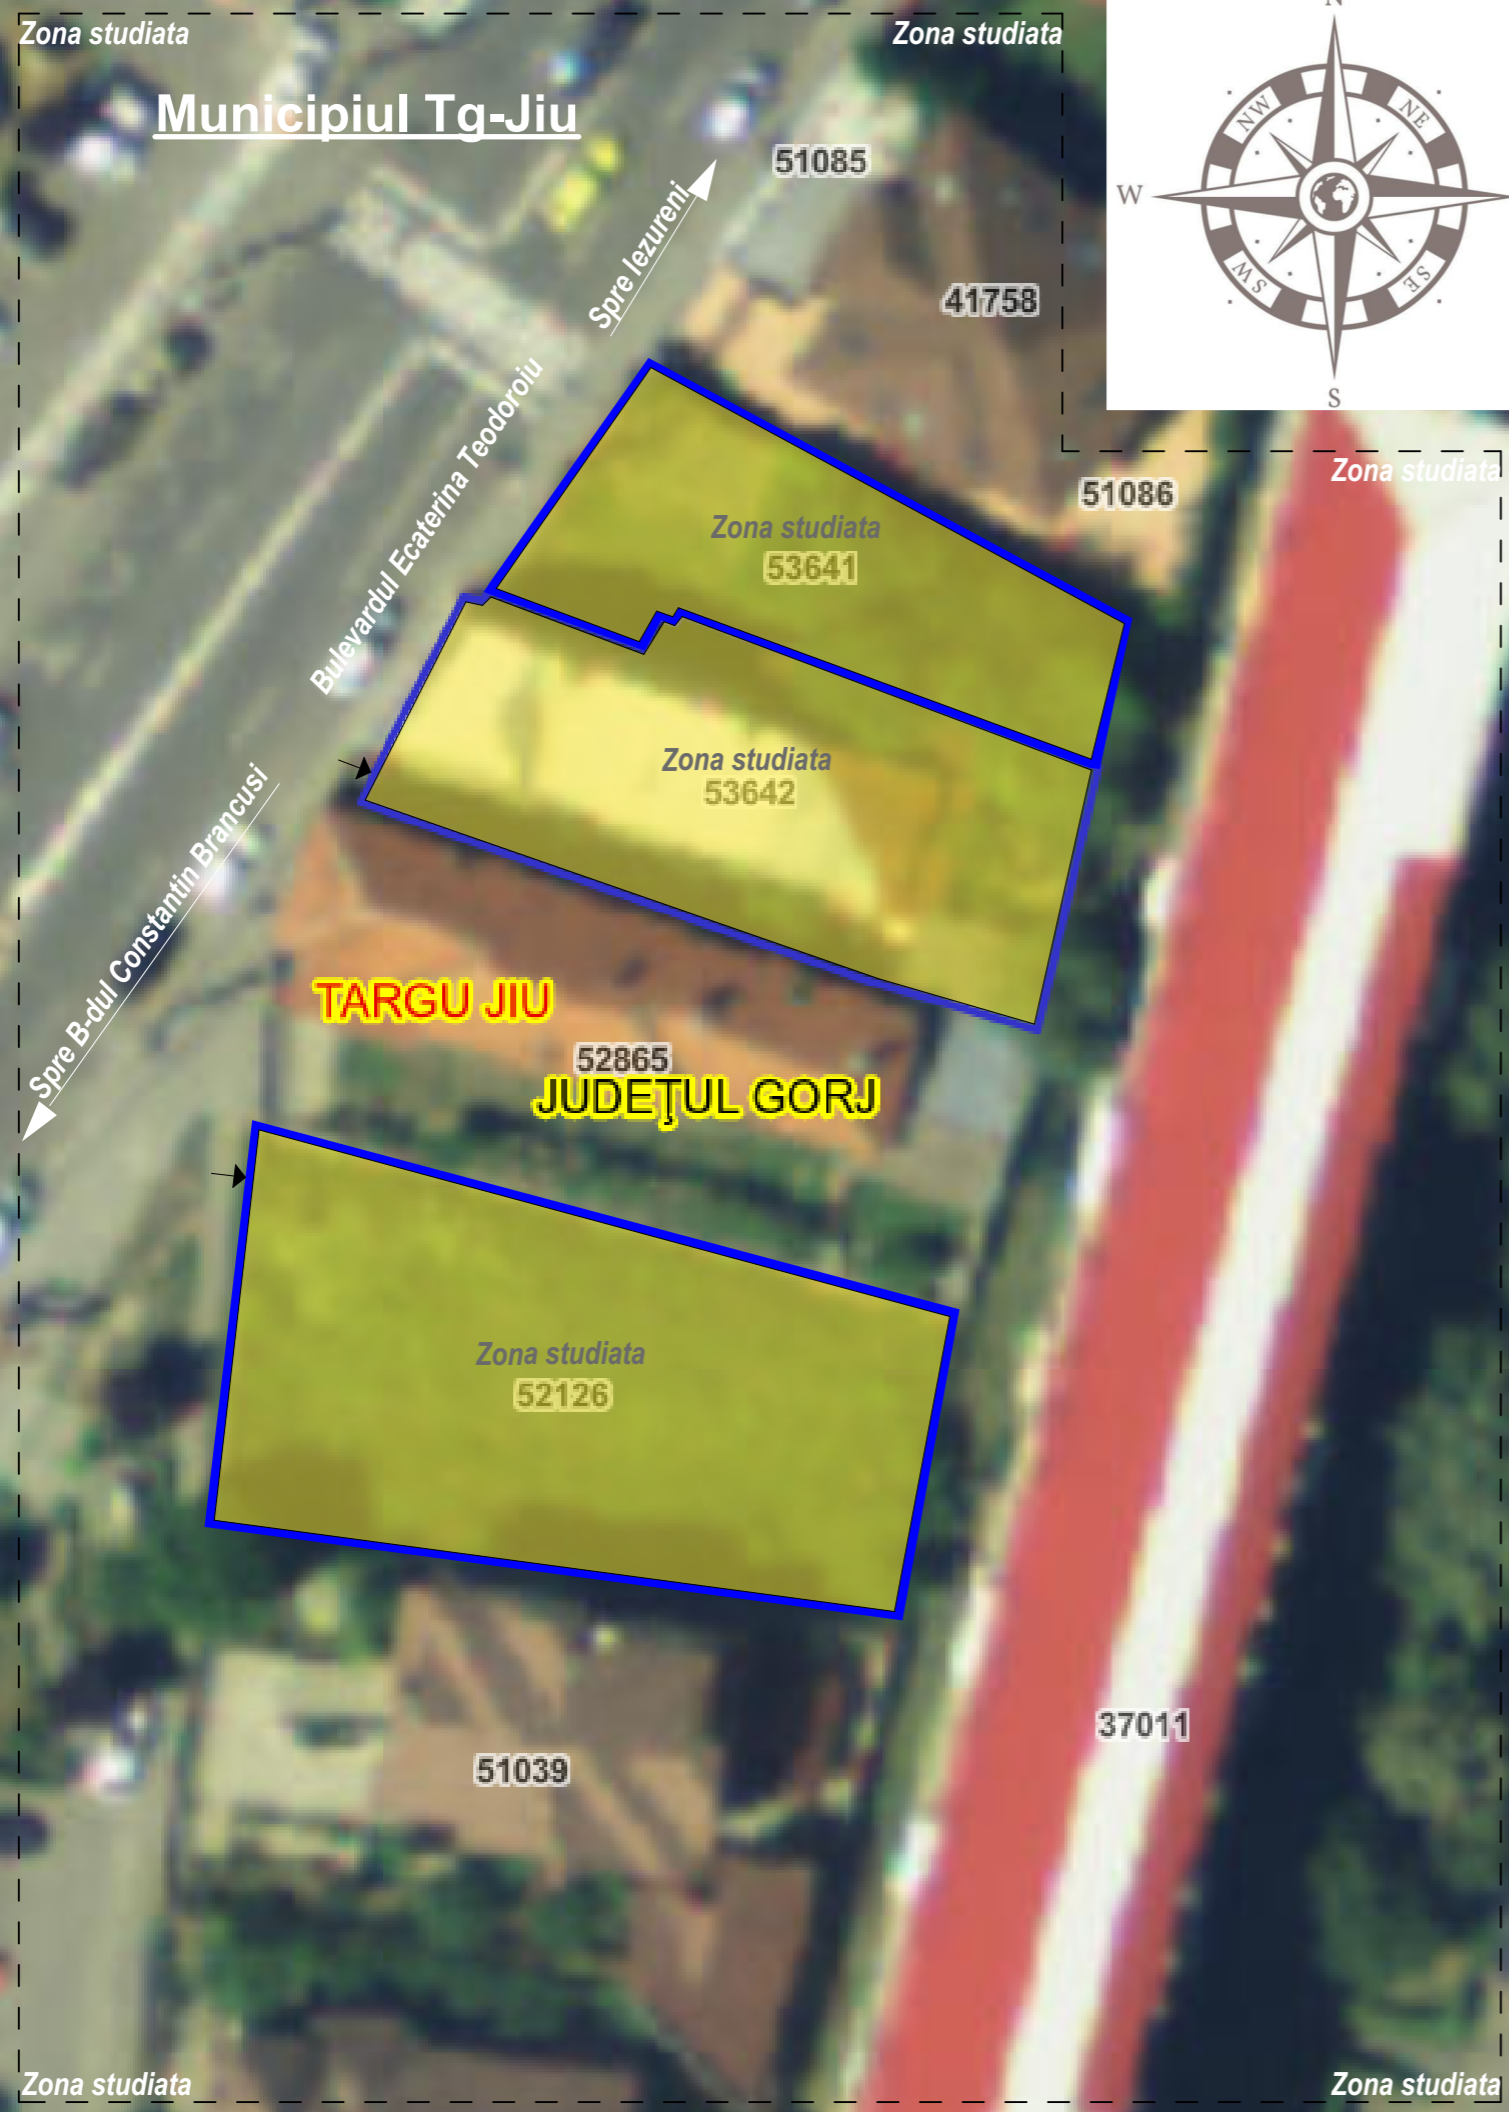 Zona studiata
Zona studiata
N
Municipiul Tg-Jiu
NW
NE
51085
W
Spre Iezureni
SW
SE
41758
S
Bulevardul Ecaterina Teodoroiu
Zona studiata
51086
Zona studiata
53641
Zona studiata
53642
Spre B-dul Constantin Brancusi
TARGU JIU
52865
JUDEŢUL GORJ
Zona studiata
52126
37011
51039
Zona studiata
Zona studiata